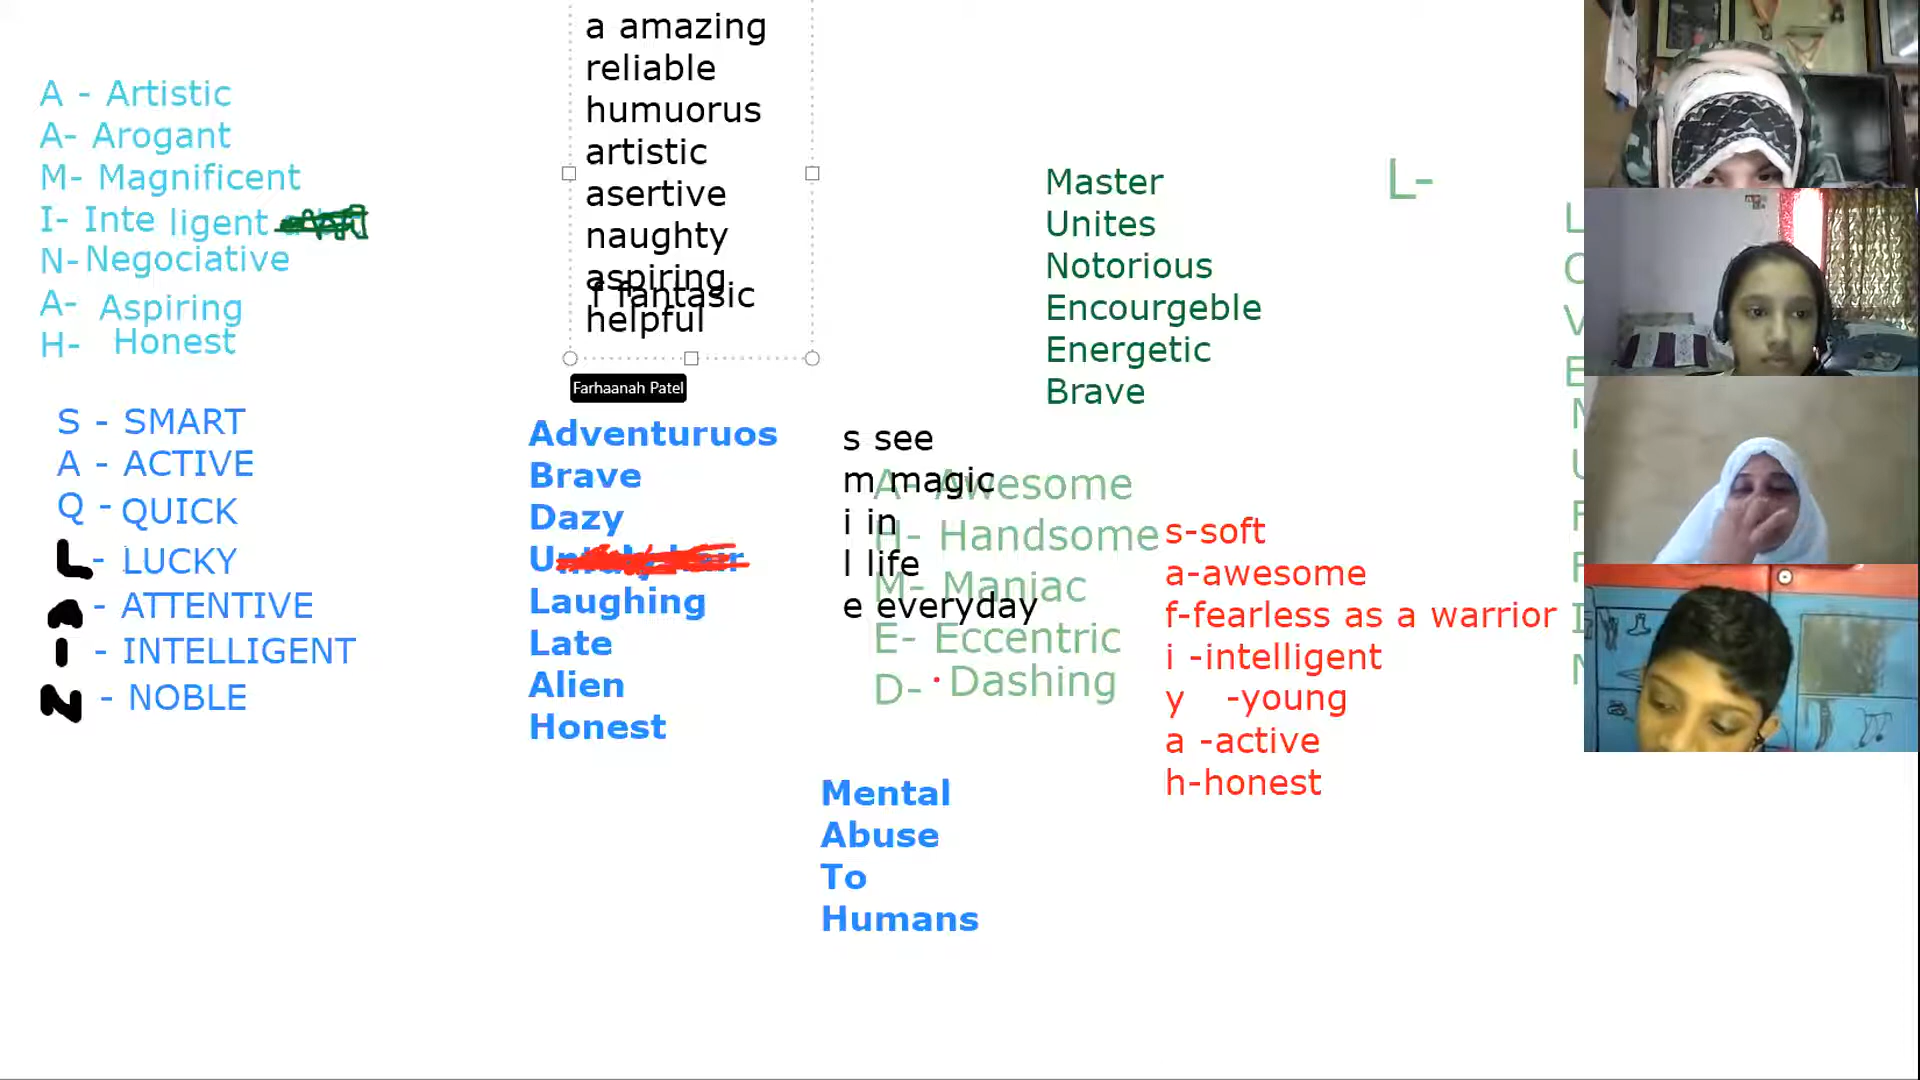 A - Artistic
A- Arogant
M- Magnificent
I- Inte ligent
N- Negociative
A- Aspiring
H- Honest
S - SMART
A - ACTIVE
Q - QUICK
L - LUCKY
A - ATTENTIVE
I - INTELLIGENT
N - NOBLE
a amazing
reliable
humuorus
artistic
asertive
naughty
aspiring
f fantasic
helpful
Farhaanah Patel
Adventuruos
Brave
Dazy
Laughing
Late
Alien
Honest
s see
m magic
i in
l life
e everyday
A- Awesome
H- Handsome
M- Maniac
E- Eccentric
D- Dashing
Mental
Abuse
To
Humans
Master
Unites
Notorious
Encourgeble
Energetic
Brave
L-
s-soft
a-awesome
f-fearless as a warrior
i -intelligent
y -young
a -active
h-honest